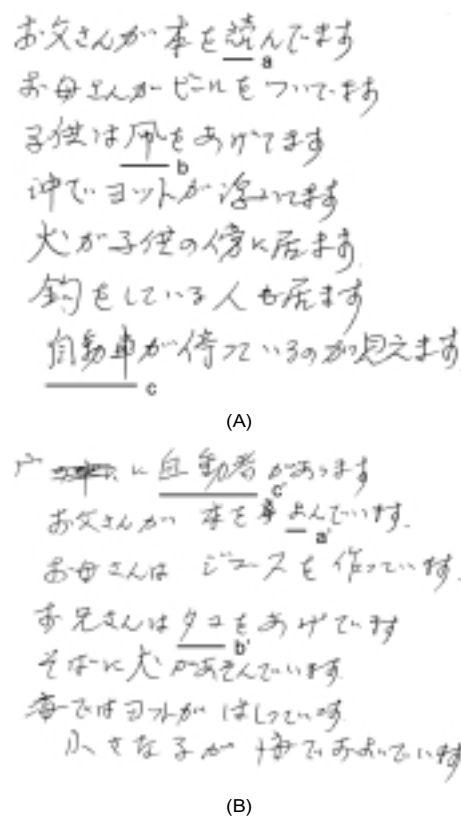 お父さんが本を読んでます
a
お母さんがビールをついでいます
子供は凧をあげてます
b
沖でヨットが浮いてます
犬が子供の傍に居ます
釣をしている人も居ます
自動車が停っているのが見えます
c
(A)
に自動者があります
c'
お父さんが 本を よんでいます.
a'
お母さんは ジュースを 作っています.
お兄さんはタコをあげています
b'
そばに犬があそんでいます
海ではヨットが はしっています
小さな子が 海でおよいでいます
(B)